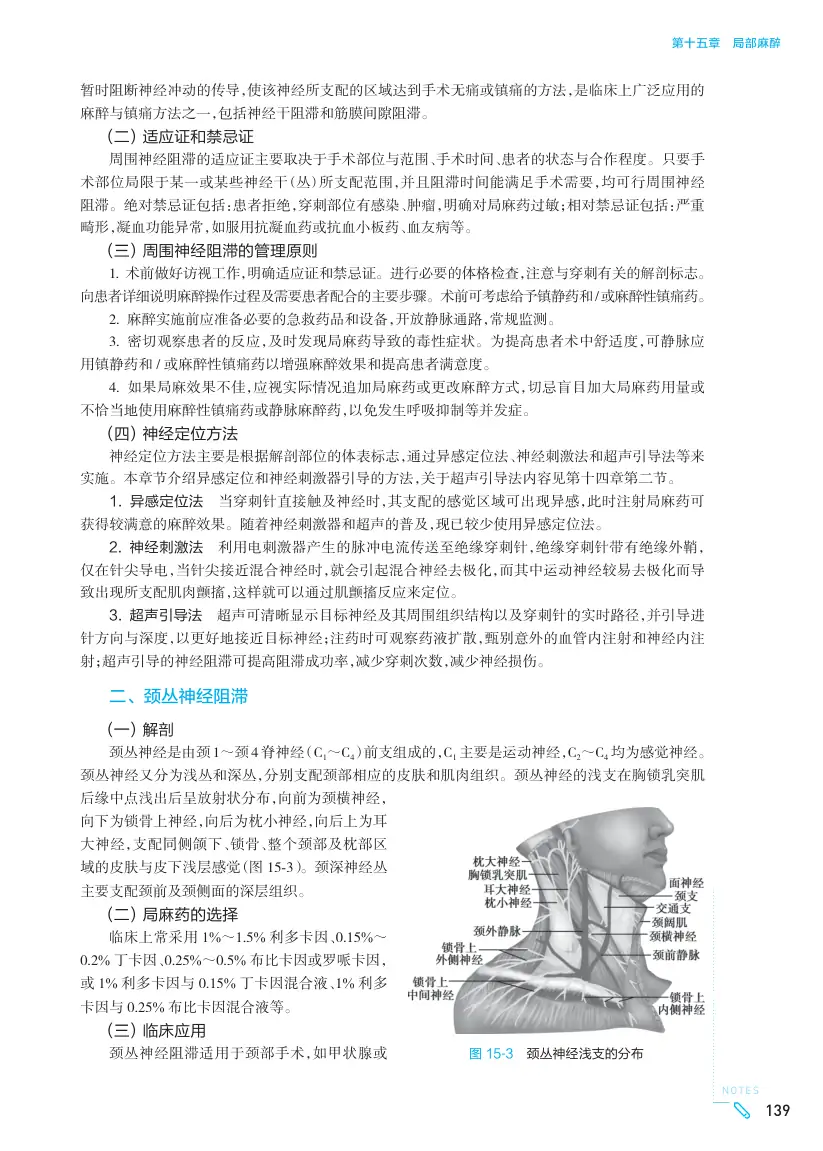 第十五章 局部麻醉
暂时阻断神经冲动的传导,使该神经所支配的区域达到手术无痛或镇痛的方法,是临床上广泛应用的
麻醉与镇痛方法之一,包括神经干阻滞和筋膜间隙阻滞。
(二)适应证和禁忌证
周围神经阻滞的适应证主要取决于手术部位与范围、手术时间、患者的状态与合作程度。只要手
术部位局限于某一或某些神经干(丛)所支配范围,并且阻滞时间能满足手术需要,均可行周围神经
阻滞。绝对禁忌证包括:患者拒绝,穿刺部位有感染、肿瘤,明确对局麻药过敏;相对禁忌证包括:严重
畸形,凝血功能异常,如服用抗凝血药或抗血小板药、血友病等。
(三)周围神经阻滞的管理原则
1. 术前做好访视工作,明确适应证和禁忌证。进行必要的体格检查,注意与穿刺有关的解剖标志。
向患者详细说明麻醉操作过程及需要患者配合的主要步骤。术前可考虑给予镇静药和/或麻醉性镇痛药。
2. 麻醉实施前应准备必要的急救药品和设备,开放静脉通路,常规监测。
3. 密切观察患者的反应,及时发现局麻药导致的毒性症状。为提高患者术中舒适度,可静脉应
用镇静药和 / 或麻醉性镇痛药以增强麻醉效果和提高患者满意度。
4. 如果局麻效果不佳,应视实际情况追加局麻药或更改麻醉方式,切忌盲目加大局麻药用量或
不恰当地使用麻醉性镇痛药或静脉麻醉药,以免发生呼吸抑制等并发症。
(四)神经定位方法
神经定位方法主要是根据解剖部位的体表标志,通过异感定位法、神经刺激法和超声引导法等来
实施。本章节介绍异感定位和神经刺激器引导的方法,关于超声引导法内容见第十四章第二节。
1. 异感定位法 当穿刺针直接触及神经时,其支配的感觉区域可出现异感,此时注射局麻药可
获得较满意的麻醉效果。随着神经刺激器和超声的普及,现已较少使用异感定位法。
2. 神经刺激法 利用电刺激器产生的脉冲电流传送至绝缘穿刺针,绝缘穿刺针带有绝缘外鞘,
仅在针尖导电,当针尖接近混合神经时,就会引起混合神经去极化,而其中运动神经较易去极化而导
致出现所支配肌肉颤搐,这样就可以通过肌颤搐反应来定位。
3. 超声引导法 超声可清晰显示目标神经及其周围组织结构以及穿刺针的实时路径,并引导进
针方向与深度,以更好地接近目标神经;注药时可观察药液扩散,甄别意外的血管内注射和神经内注
射;超声引导的神经阻滞可提高阻滞成功率,减少穿刺次数,减少神经损伤。
二、颈丛神经阻滞
(一)解剖
颈丛神经是由颈1～颈4脊神经(C₁～C₄)前支组成的,C₁主要是运动神经,C₂～C₄均为感觉神经。
颈丛神经又分为浅丛和深丛,分别支配颈部相应的皮肤和肌肉组织。颈丛神经的浅支在胸锁乳突肌
后缘中点浅出后呈放射状分布,向前为颈横神经,
向下为锁骨上神经,向后为枕小神经,向后上为耳
大神经,支配同侧颌下、锁骨、整个颈部及枕部区
域的皮肤与皮下浅层感觉(图 15-3)。颈深神经丛
主要支配颈前及颈侧面的深层组织。
(二)局麻药的选择
临床上常采用 1%～1.5% 利多卡因、0.15%～
0.2% 丁卡因、0.25%～0.5% 布比卡因或罗哌卡因,
或 1% 利多卡因与 0.15% 丁卡因混合液、1% 利多
卡因与 0.25% 布比卡因混合液等。
(三)临床应用
颈丛神经阻滞适用于颈部手术,如甲状腺或
枕大神经
胸锁乳突肌
耳大神经
枕小神经
颈外静脉
锁骨上
外侧神经
锁骨上
中间神经
面神经
颈支
交通支
颈阔肌
颈横神经
颈前静脉
锁骨上
内侧神经
图 15-3 颈丛神经浅支的分布
NOTES
139